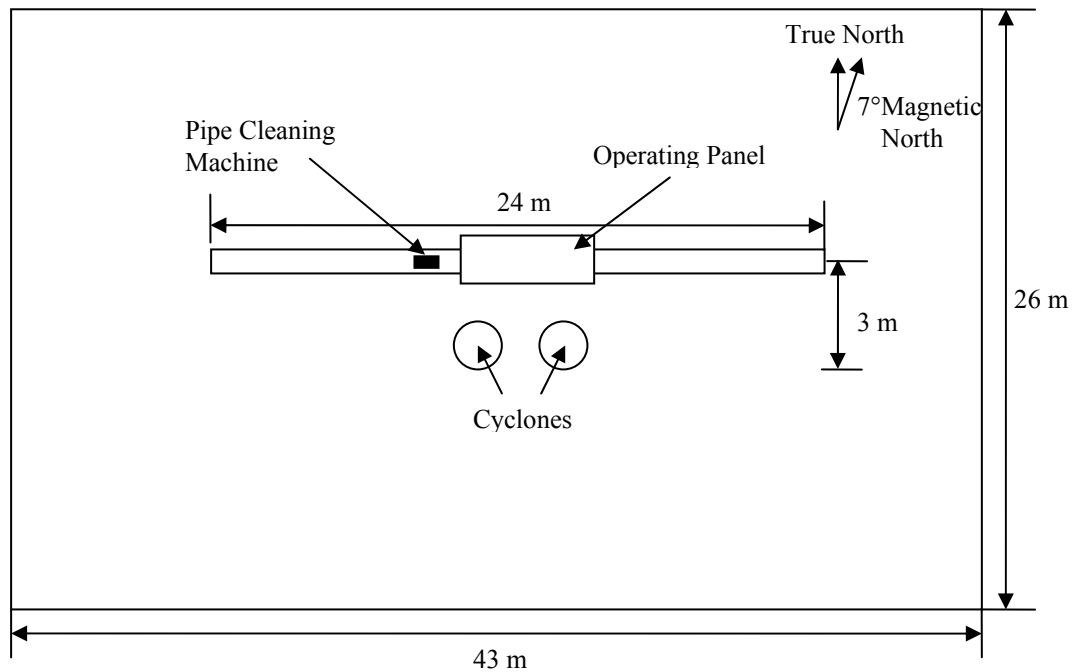 True North
7°Magnetic
North
Pipe Cleaning
Machine
Operating Panel
24 m
26 m
3 m
Cyclones
43 m